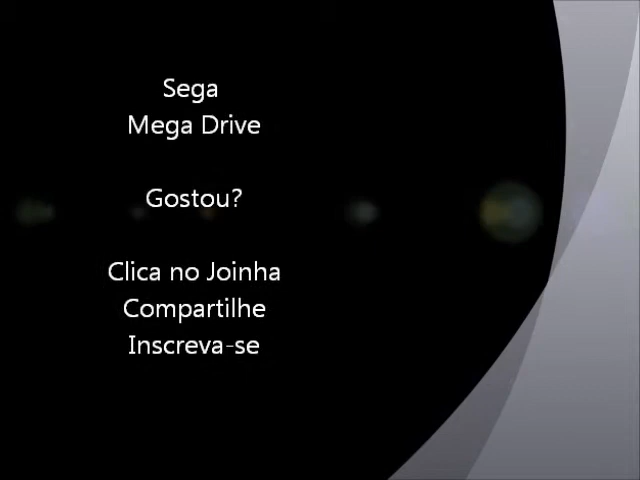 Sega
Mega Drive
Gostou?
Clica no Joinha
Compartilhe
Inscreva-se